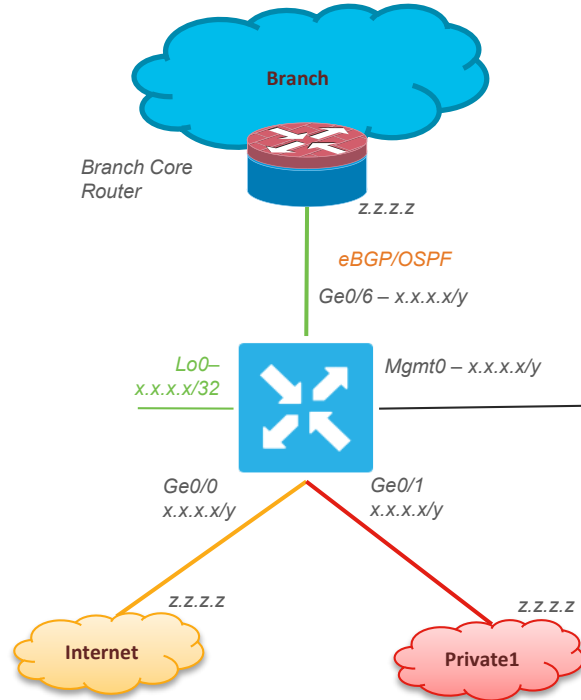 Branch
Branch Core
Router
z.z.z.z
eBGP/OSPF
Ge0/6 – x.x.x.x/y
Lo0–
x.x.x.x/32
Mgmt0 – x.x.x.x/y
Ge0/0
x.x.x.x/y
Ge0/1
x.x.x.x/y
z.z.z.z
z.z.z.z
Internet
Private1